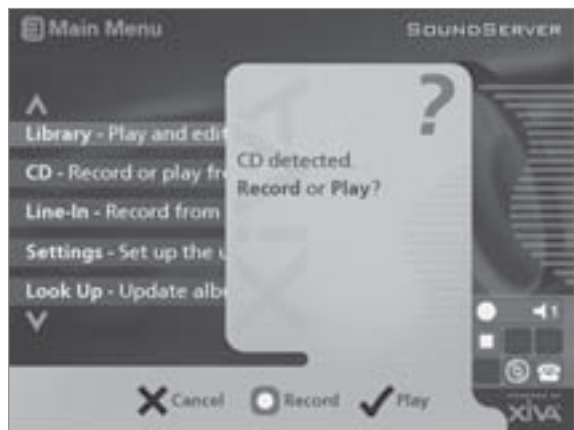 Main Menu
SOUNDSERVER
Library - Play and edit
CD - Record or play fr
Line-In - Record from
Settings - Set up the u
Look Up - Update alb
?
CD detected.
Record or Play?
1
Cancel
Record
Play
XiVA